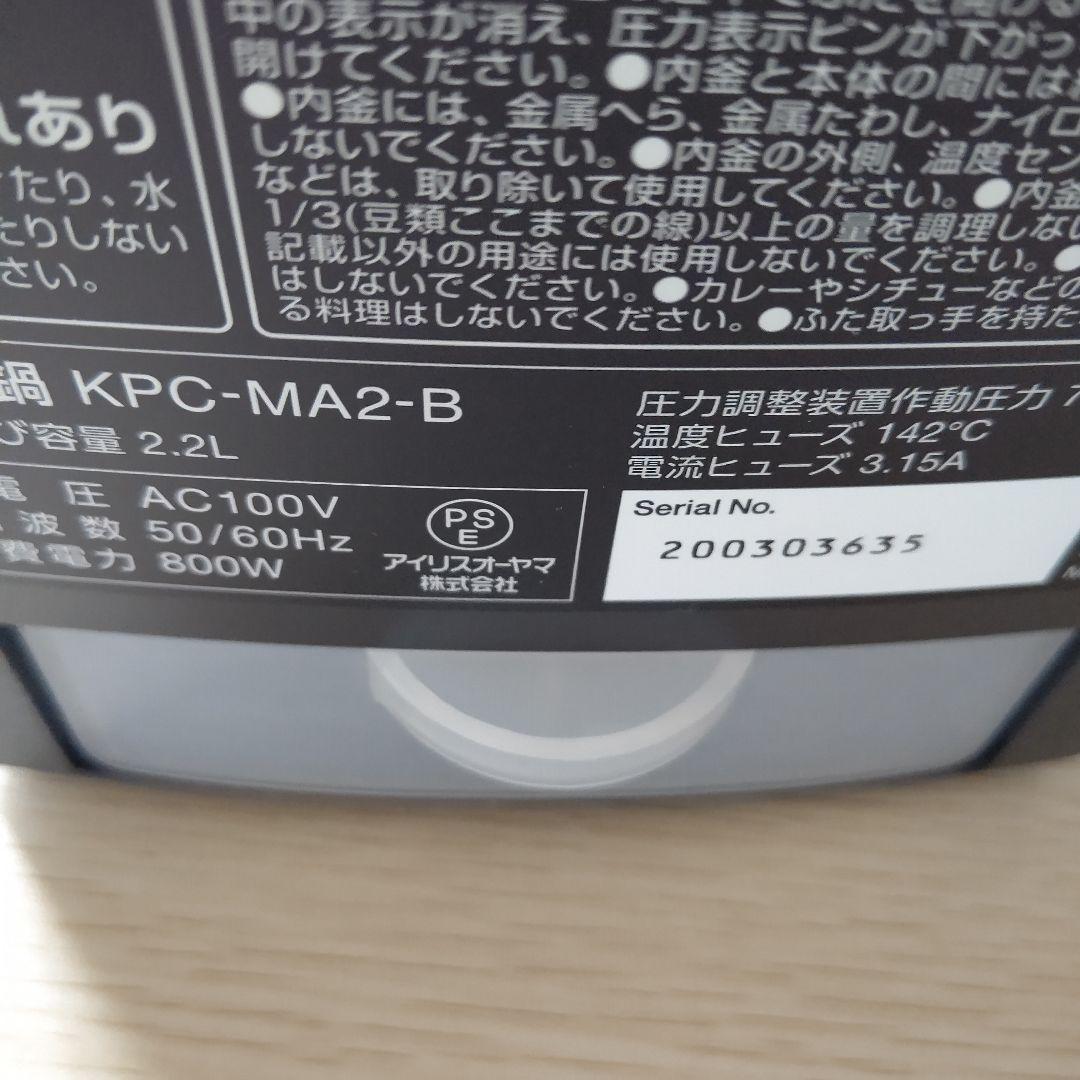 中の表示が消え、圧力表示ピンが下がっ
開けてください。●内釜と本体の間には
●内釜には、金属へら、金属たわし、ナイロ
しないでください。●内釜の外側、温度セン
などは、取り除いて使用してください。●内釜
1/3(豆類ここまでの線)以上の量を調理しない
記載以外の用途には使用しないでください。●
はしないでください。●カレーやシチューなどの
る料理はしないでください。●ふた取っ手を持た
れあり
たり、水
たりしない
さい。
鍋 KPC-MA2-B
び容量 2.2L
電圧 AC100V
波数 50/60Hz
費電力 800W
PS
E
アイリスオーヤマ
株式会社
圧力調整装置作動圧力 7
温度ヒューズ 142℃
電流ヒューズ 3.15A
Serial No.
200303635